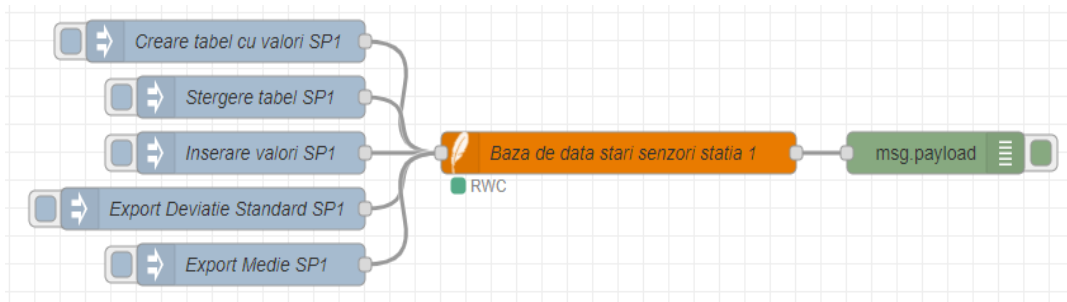 Creare tabel cu valori SP1
Stergere tabel SP1
Inserare valori SP1
Export Deviatie Standard SP1
Export Medie SP1
Baza de data stari senzori statia 1
RWC
msg.payload